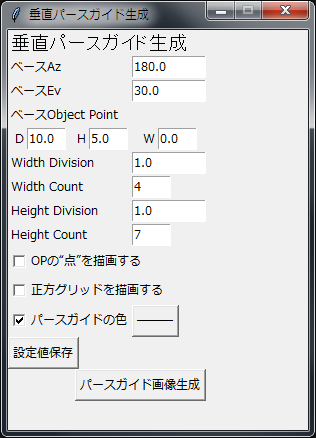 垂直パースガイド生成
垂直パースガイド生成
ベースAz 180.0
ベースEv 30.0
ベースObject Point
D 10.0 H 5.0 W 0.0
Width Division 1.0
Width Count 4
Height Division 1.0
Height Count 7
OPの"点"を描画する
正方グリッドを描画する
パースガイドの色
設定値保存
パースガイド画像生成